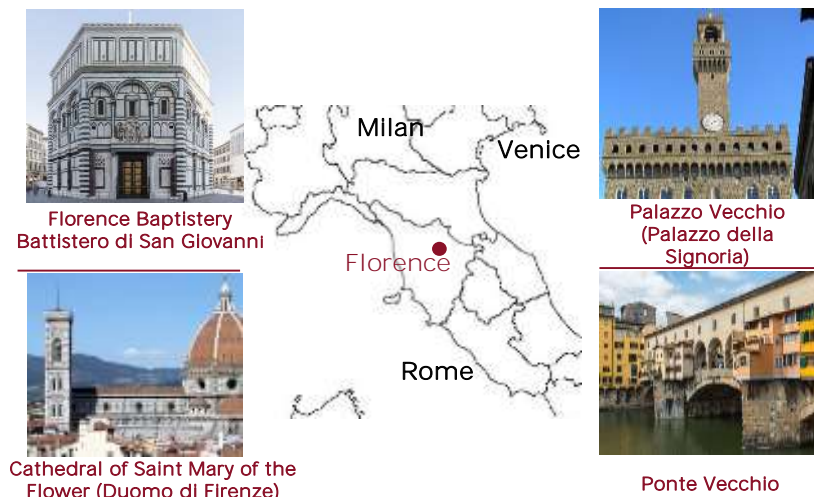 Florence Baptistery
Battistero di San Giovanni
Cathedral of Saint Mary of the
Flower (Duomo di Firenze)
Milan
Venice
Florence
Rome
Palazzo Vecchio
(Palazzo della
Signoria)
Ponte Vecchio